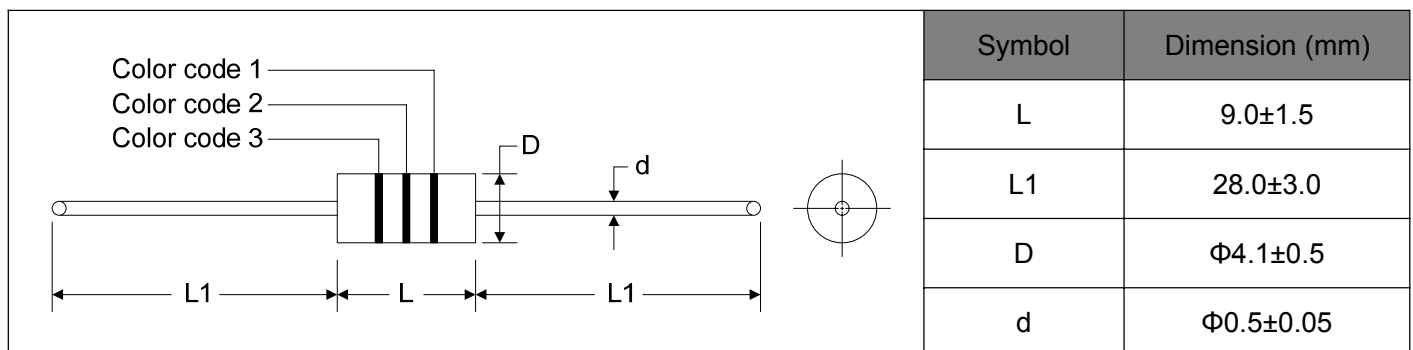 Color code 1
Color code 2
Color code 3
D
d
L1
L
L1
Symbol Dimension (mm)
L 9.0±1.5
L1 28.0±3.0
D Φ4.1±0.5
d Φ0.5±0.05